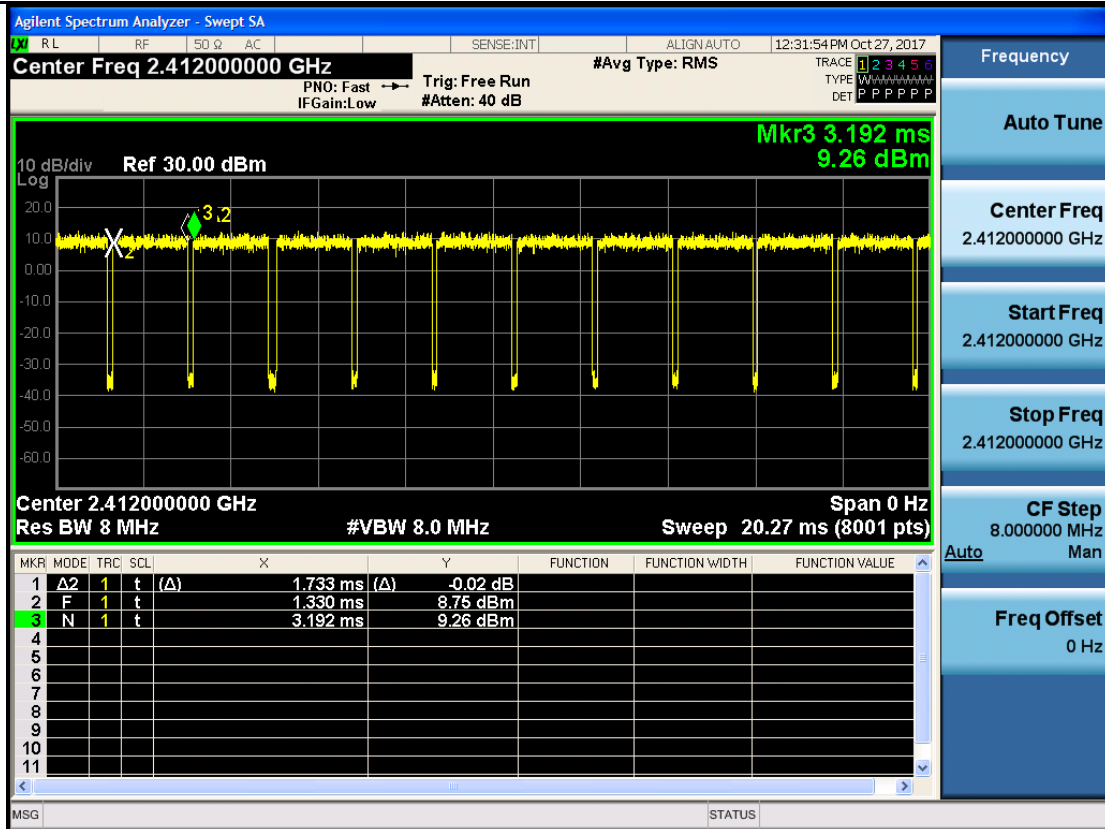 Agilent Spectrum Analyzer - Swept SA
LXI RL RF 50 Ω AC SENSE:INT ALIGNAUTO 12:31:54 PM Oct 27, 2017
Center Freq 2.412000000 GHz
PNO: Fast
IFGain:Low
Trig: Free Run
#Atten: 40 dB
#Avg Type: RMS
TRACE 1 2 3 4 5 6
TYPE WWWWWW
DET P P P P P P
Mkr3 3.192 ms
9.26 dBm
10 dB/div Ref 30.00 dBm
Log
20.0
10.0
0.00
-10.0
-20.0
-30.0
-40.0
-50.0
-60.0
3
2
2
Center 2.412000000 GHz Span 0 Hz
Res BW 8 MHz #VBW 8.0 MHz Sweep 20.27 ms (8001 pts)
MKR MODE TRC SCL X Y FUNCTION FUNCTION WIDTH FUNCTION VALUE
1 Δ2 1 t (Δ) 1.733 ms (Δ) -0.02 dB
2 F 1 t 1.330 ms 8.75 dBm
3 N 1 t 3.192 ms 9.26 dBm
4
5
6
7
8
9
10
11
MSG STATUS
Frequency
Auto Tune
Center Freq
2.412000000 GHz
Start Freq
2.412000000 GHz
Stop Freq
2.412000000 GHz
CF Step
8.000000 MHz
Auto Man
Freq Offset
0 Hz